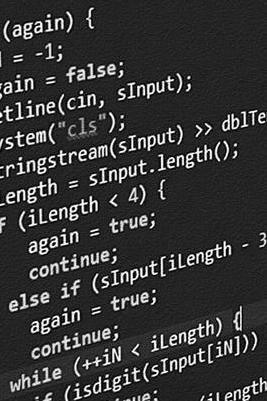 (again) {
= -1;
gain = false;
etline(cin, sInput);
ystem("cls");
tringstream(sInput) >> dblTe
Length = sInput.length();
f (iLength < 4) {
again = true;
continue;
else if (sInput[iLength - 3
again = true;
continue;
while (++iN < iLength) {
if (isdigit(sInput[iN])) 
(iLength